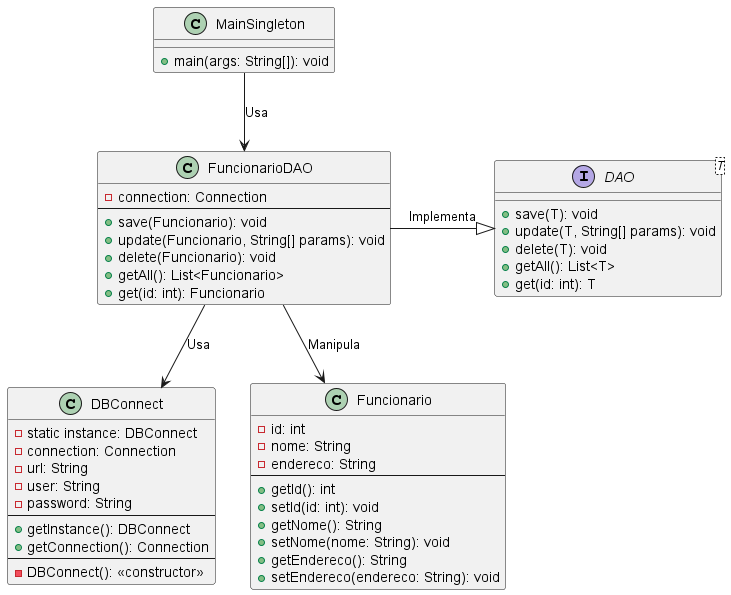 C MainSingleton
main(args: String[]): void
Usa
C FuncionarioDAO
connection: Connection
save(Funcionario): void
update(Funcionario, String[] params): void
delete(Funcionario): void
getAll(): List<Funcionario>
get(id: int): Funcionario
Implementa
I DAO
T
save(T): void
update(T, String[] params): void
delete(T): void
getAll(): List<T>
get(id: int): T
Usa
Manipula
C DBConnect
static instance: DBConnect
connection: Connection
url: String
user: String
password: String
getInstance(): DBConnect
getConnection(): Connection
DBConnect(): «constructor»
C Funcionario
id: int
nome: String
endereco: String
getId(): int
setId(id: int): void
getNome(): String
setNome(nome: String): void
getEndereco(): String
setEndereco(endereco: String): void